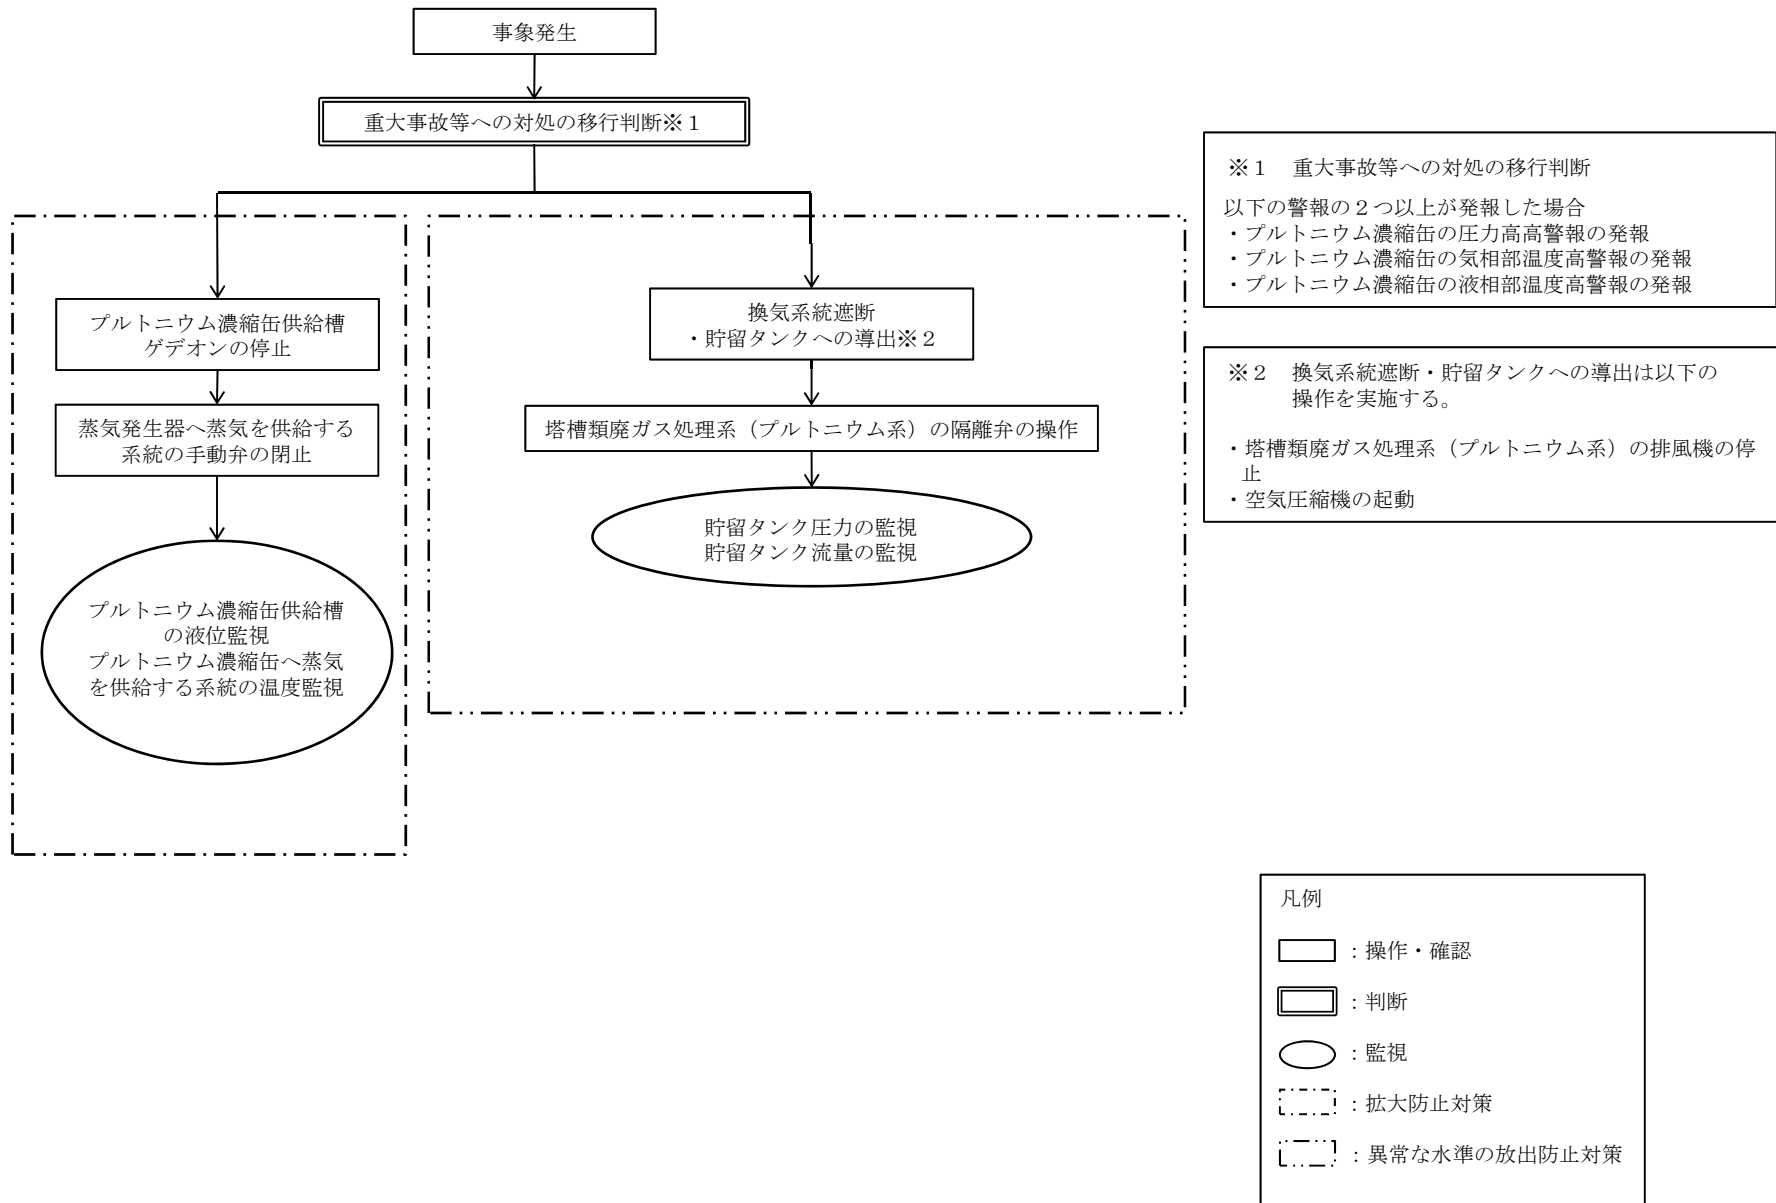 事象発生
重大事故等への対処の移行判断※１
プルトニウム濃縮缶供給槽
ゲデオンの停止
蒸気発生器へ蒸気を供給する
系統の手動弁の閉止
プルトニウム濃縮缶供給槽
の液位監視
プルトニウム濃縮缶へ蒸気
を供給する系統の温度監視
換気系統遮断
・貯留タンクへの導出※２
塔槽類廃ガス処理系（プルトニウム系）の隔離弁の操作
貯留タンク圧力の監視
貯留タンク流量の監視
※１　重大事故等への対処の移行判断
以下の警報の２つ以上が発報した場合
・プルトニウム濃縮缶の圧力高高警報の発報
・プルトニウム濃縮缶の気相部温度高警報の発報
・プルトニウム濃縮缶の液相部温度高警報の発報
※２　換気系統遮断・貯留タンクへの導出は以下の
操作を実施する。
・塔槽類廃ガス処理系（プルトニウム系）の排風機の停
止
・空気圧縮機の起動
凡例
：操作・確認
：判断
：監視
：拡大防止対策
：異常な水準の放出防止対策